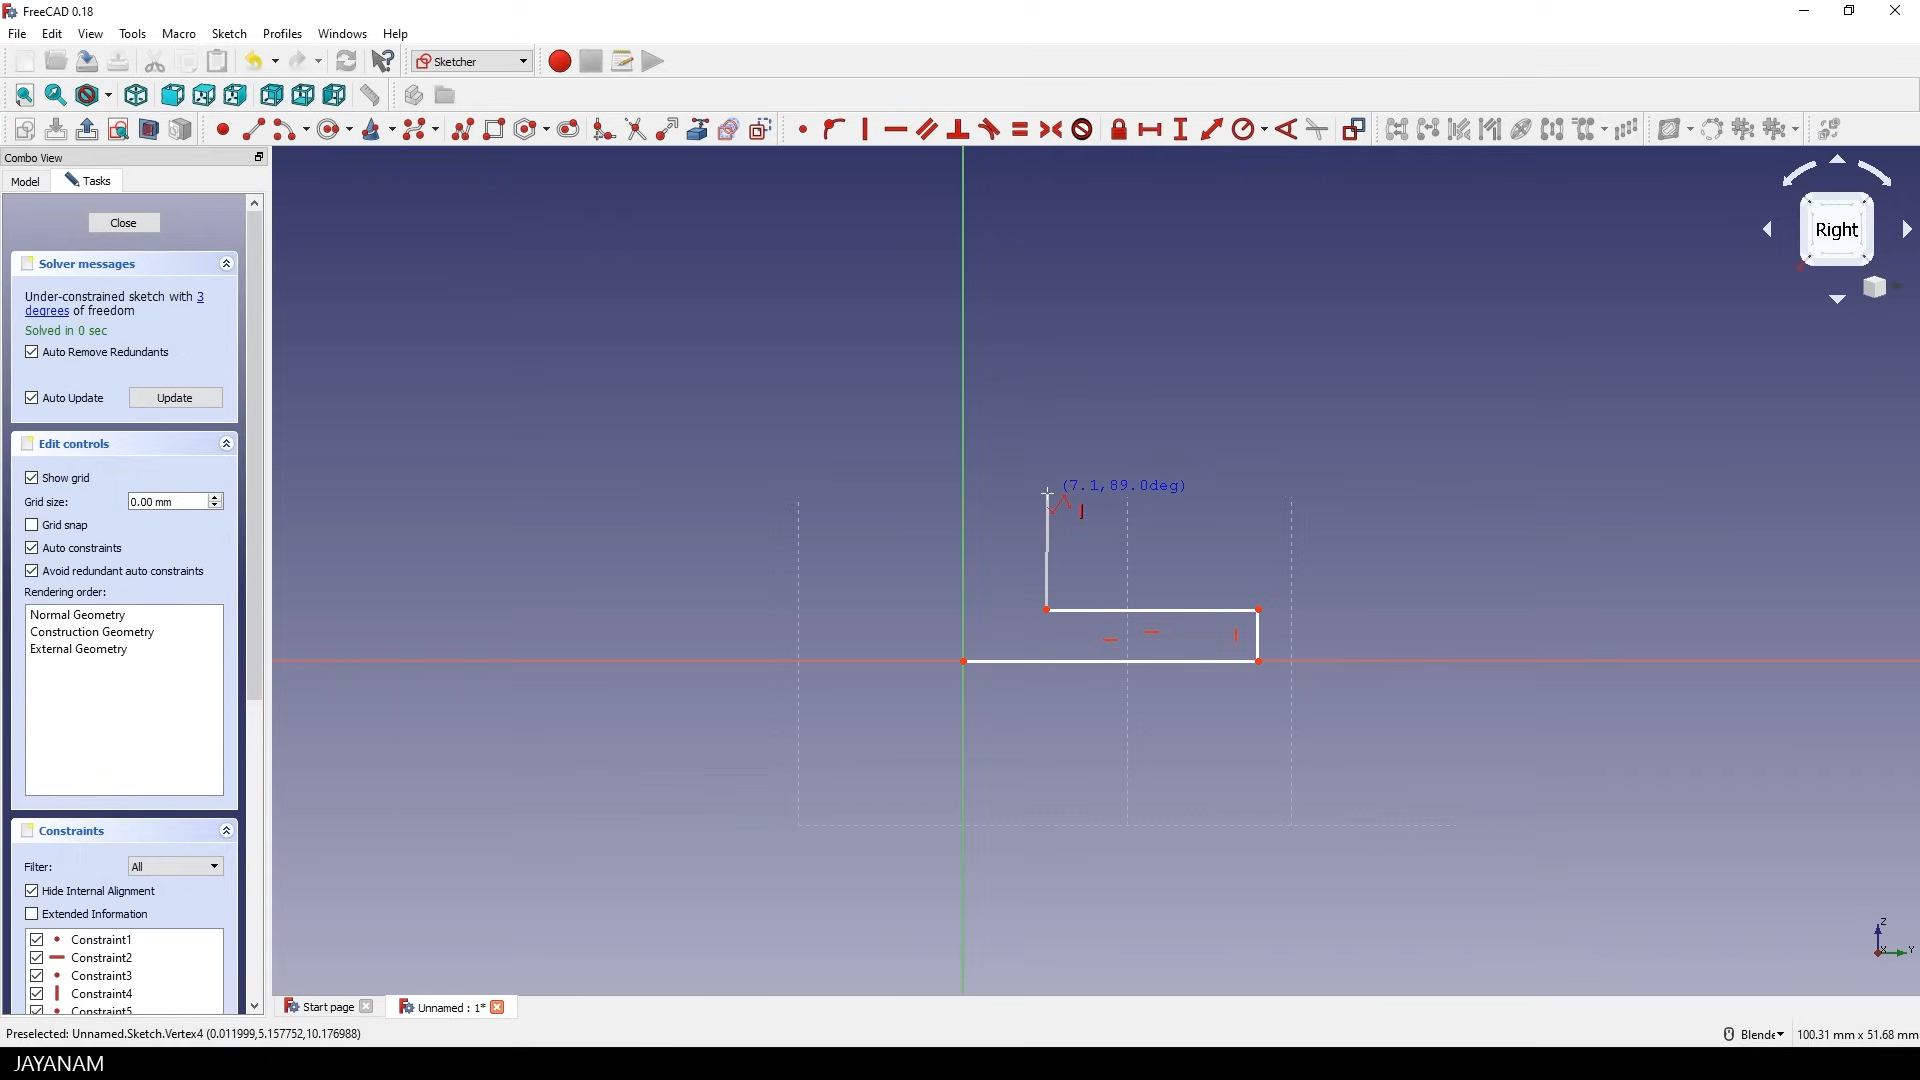 FreeCAD 0.18
File Edit View Tools Macro Sketch Profiles Windows Help
Sketcher
Combo View
Model Tasks
Close
Solver messages
Under-constrained sketch with 3
degrees of freedom
Solved in 0 sec
Auto Remove Redundants
Auto Update Update
Edit controls
Show grid
Grid size: 0.00 mm
Grid snap
Auto constraints
Avoid redundant auto constraints
Rendering order:
Normal Geometry
Construction Geometry
External Geometry
Constraints
Filter: All
Hide Internal Alignment
Extended Information
Constraint1
Constraint2
Constraint3
Constraint4
Constraint5
(7.1,89.0deg)
Right
Z
X Y
Start page Unnamed : 1*
Preselected: Unnamed.Sketch.Vertex4 (0.011999,5.157752,10.176988) Blende 100.31 mm x 51.68 mm
JAYANAM